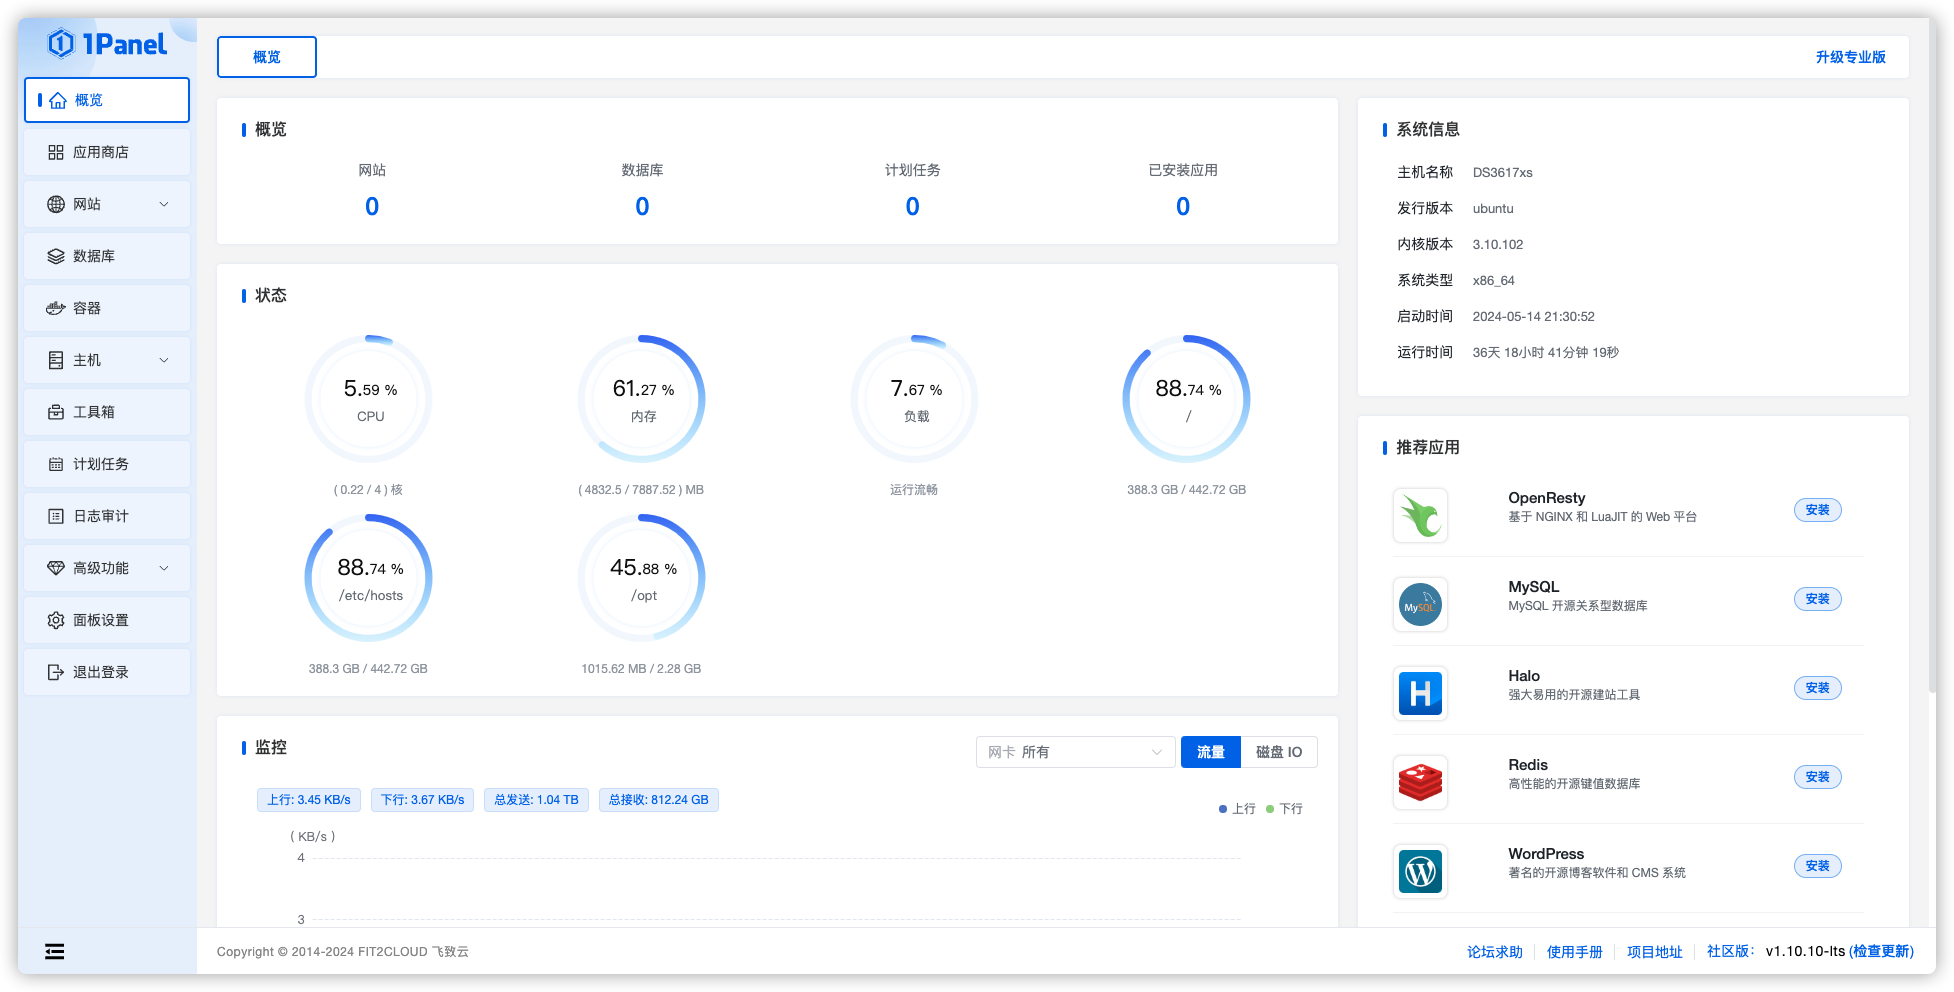 1Panel
概览
应用商店
网站
数据库
容器
主机
工具箱
计划任务
日志审计
高级功能
面板设置
退出登录
概览
升级专业版
概览
网站 数据库 计划任务 已安装应用
0 0 0 0
状态
5.59 % 61.27 % 7.67 % 88.74 %
CPU 内存 负载 /
( 0.22 / 4 ) 核 ( 4832.5 / 7887.52 ) MB 运行流畅 388.3 GB / 442.72 GB
88.74 % 45.88 %
/etc/hosts /opt
388.3 GB / 442.72 GB 1015.62 MB / 2.28 GB
监控
网卡 所有 流量 磁盘 IO
上行: 3.45 KB/s 下行: 3.67 KB/s 总发送: 1.04 TB 总接收: 812.24 GB
上行 下行
( KB/s )
4
3
系统信息
主机名称 DS3617xs
发行版本 ubuntu
内核版本 3.10.102
系统类型 x86_64
启动时间 2024-05-14 21:30:52
运行时间 36天 18小时 41分钟 19秒
推荐应用
OpenResty
基于 NGINX 和 LuaJIT 的 Web 平台
安装
MySQL
MySQL
MySQL 开源关系型数据库
安装
H
Halo
强大易用的开源建站工具
安装
Redis
高性能的开源键值数据库
安装
WordPress
著名的开源博客软件和 CMS 系统
安装
Copyright © 2014-2024 FIT2CLOUD 飞致云
论坛求助 使用手册 项目地址 社区版: v1.10.10-lts (检查更新)